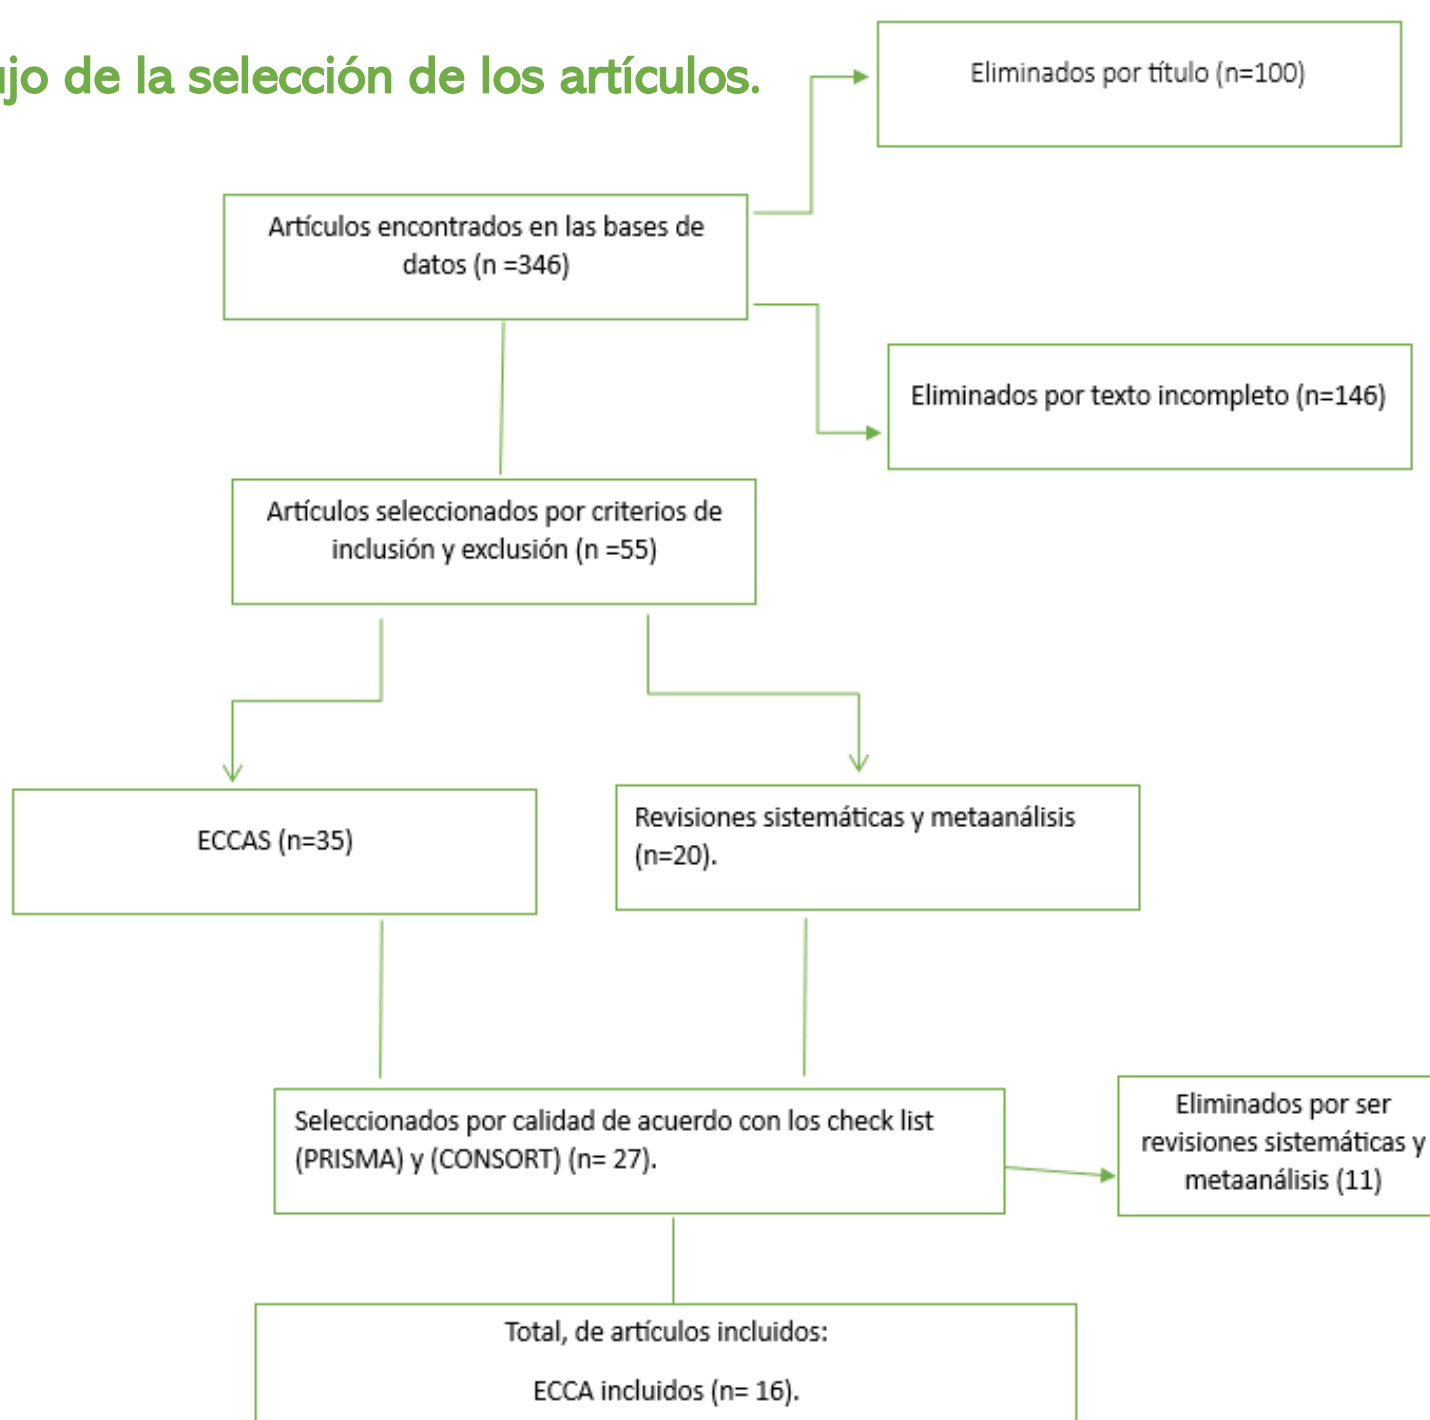 de la selección de los artículos.
Eliminados por título (n=100)
Artículos encontrados en las bases de
datos (n =346)
Eliminados por texto incompleto (n=146)
Artículos seleccionados por criterios de
inclusión y exclusión (n =55)
ECCAS (n=35)
Revisiones sistemáticas y metaanálisis
(n=20).
Seleccionados por calidad de acuerdo con los check list
(PRISMA) y (CONSORT) (n= 27).
Eliminados por ser
revisiones sistemáticas y
metaanálisis (11)
Total, de artículos incluidos:
ECCA incluidos (n= 16).